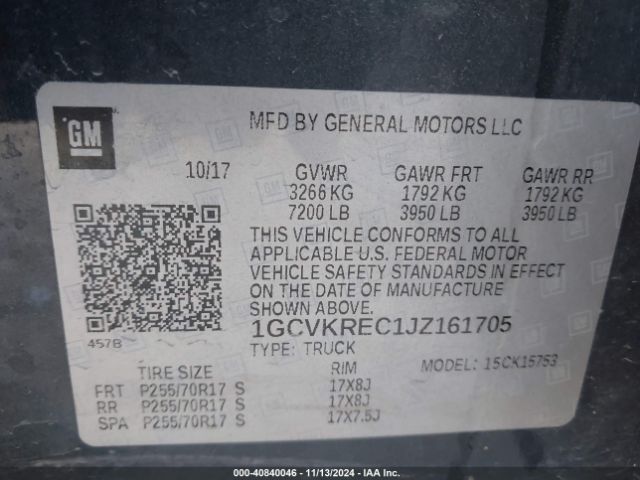 GM
MFD BY GENERAL MOTORS LLC
10/17 GVWR GAWR FRT GAWR RR
3266 KG 1792 KG 1792 KG
7200 LB 3950 LB 3950 LB
THIS VEHICLE CONFORMS TO ALL
APPLICABLE U.S. FEDERAL MOTOR
VEHICLE SAFETY STANDARDS IN EFFECT
ON THE DATE OF MANUFACTURE
SHOWN ABOVE.
457B
1GCVKREC1JZ161705
TYPE: TRUCK MODEL: 15CK15753
TIRE SIZE RIM
FRT P255/70R17 S 17X8J
RR P255/70R17 S 17X8J
SPA P255/70R17 S 17X7.5J
000-40840046 - 11/13/2024 - IAA Inc.